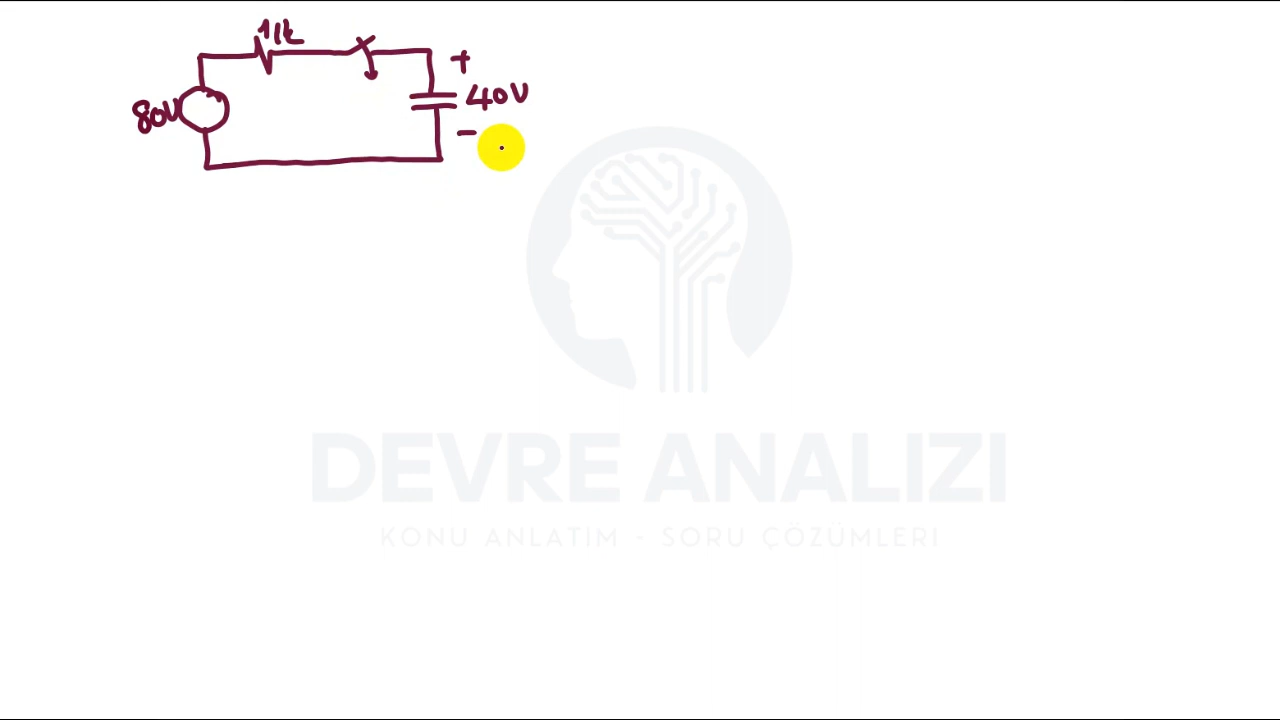 1k
80V
+
40V
-
DEVRE ANALIZI
KONU ANLATIM - SORU ÇÖZÜMLERI